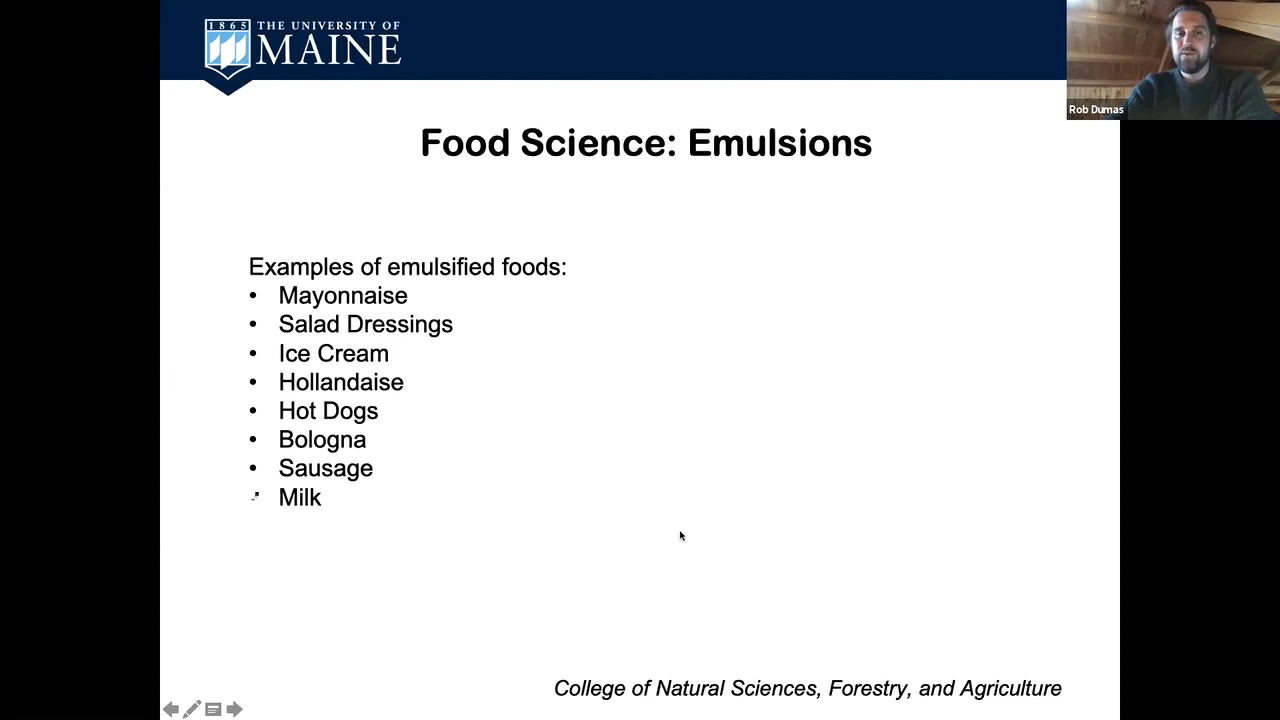 1865
THE UNIVERSITY OF
MAINE
Rob Dumas
Food Science: Emulsions
Examples of emulsified foods:
• Mayonnaise
• Salad Dressings
• Ice Cream
• Hollandaise
• Hot Dogs
• Bologna
• Sausage
• Milk
College of Natural Sciences, Forestry, and Agriculture